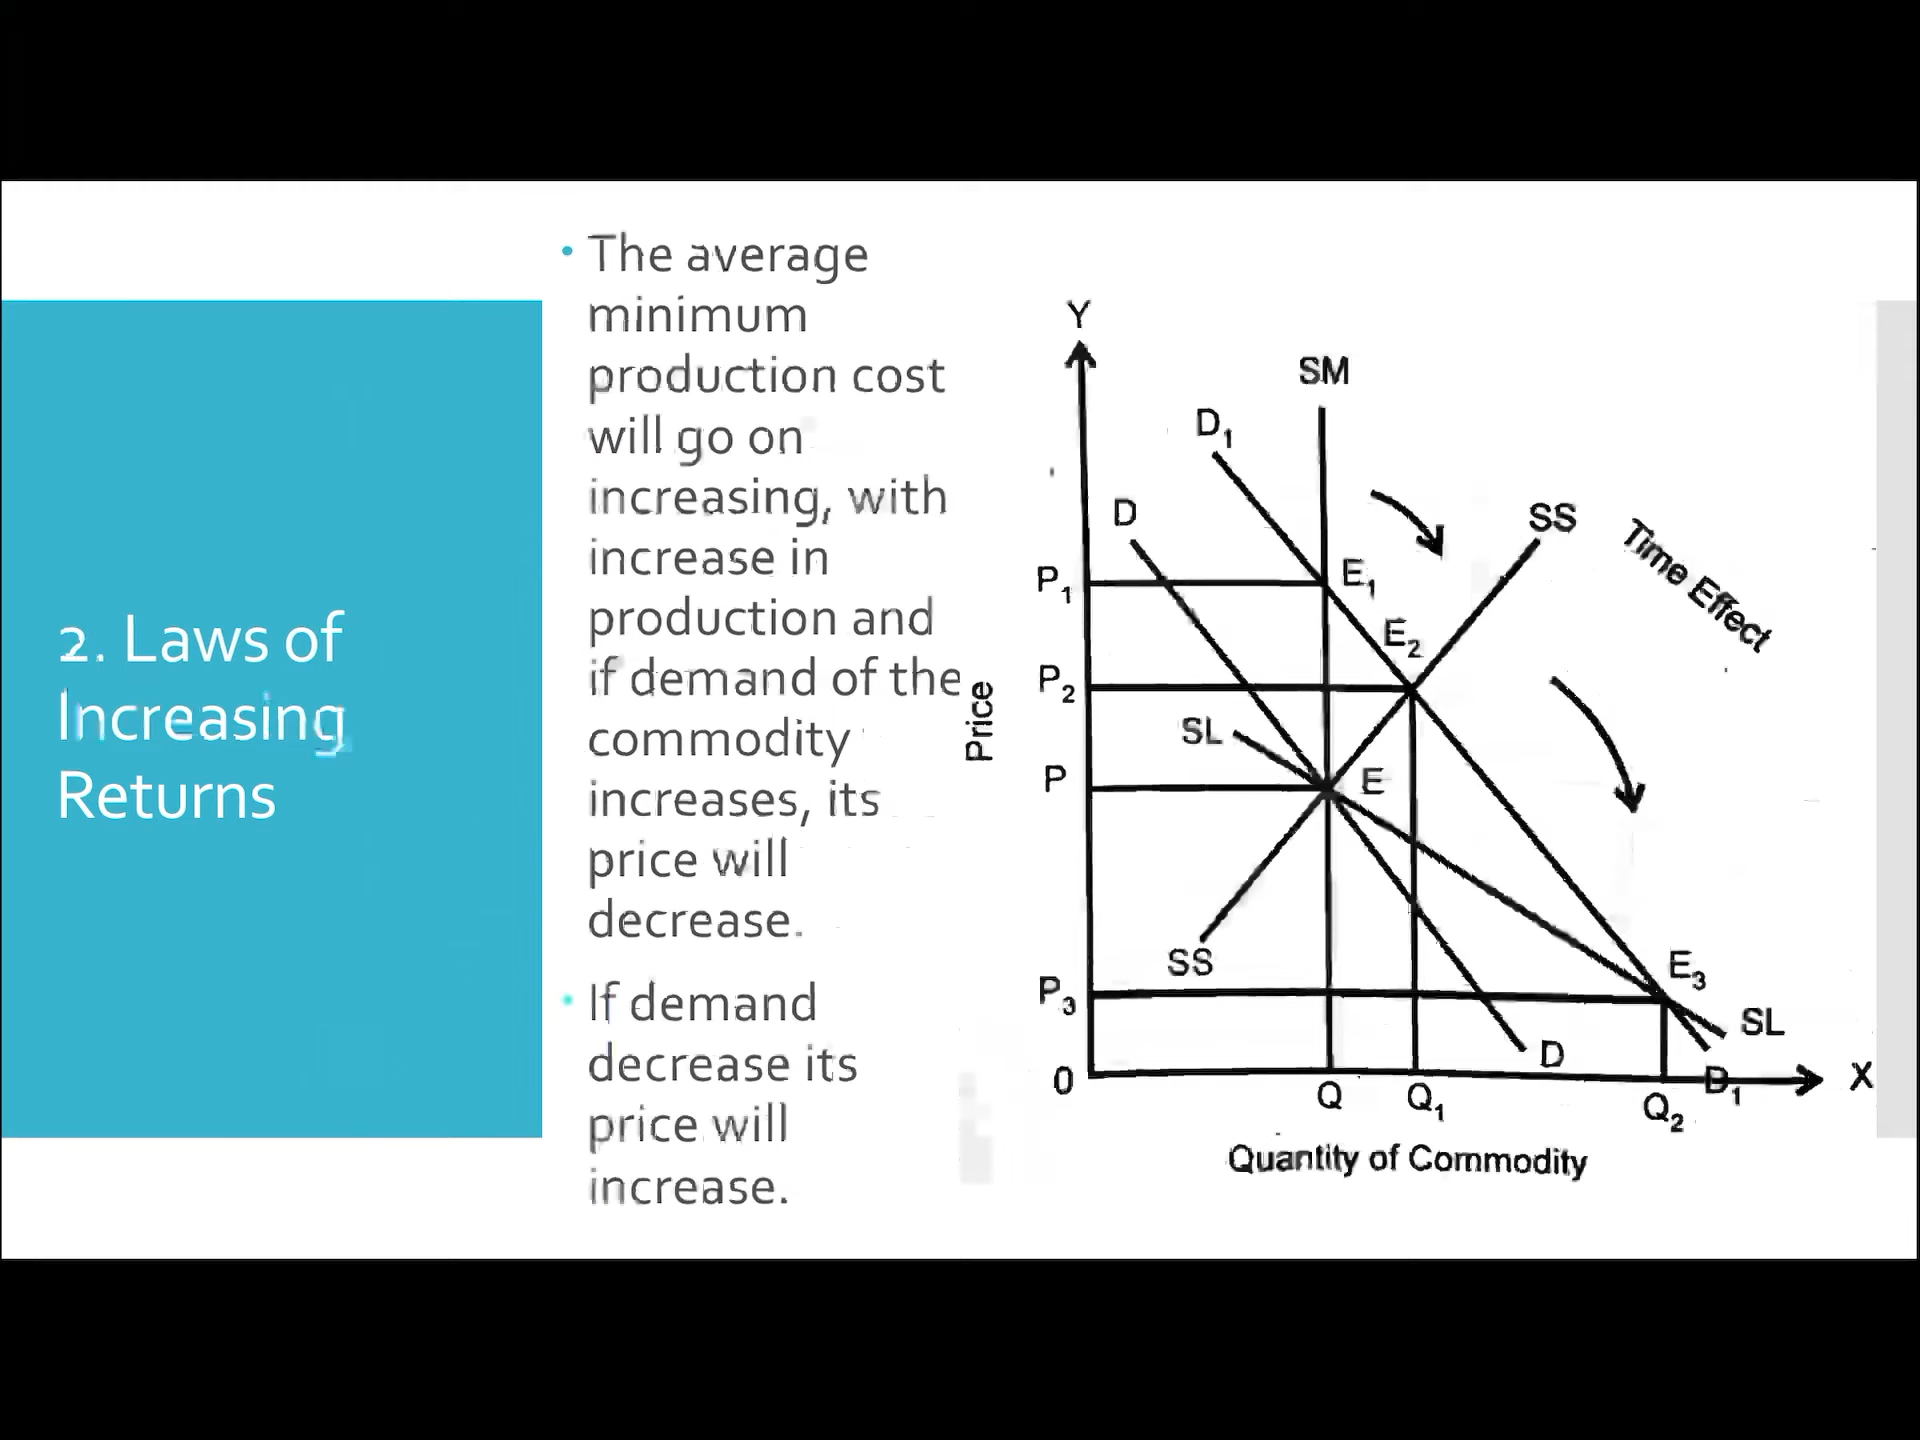 2. Laws of
Increasing
Returns
• The average
minimum
production cost
will go on
increasing, with
increase in
production and
if demand of the
commodity
increases, its
price will
decrease.
• If demand
decrease its
price will
increase.
Y
SM
D₁
D
SS
Time Effect
P₁
E₁
E₂
P₂
SL
Price
P
E
SS
E₃
P₃
SL
D
0
D₁
X
Q
Q₁
Q₂
Quantity of Commodity